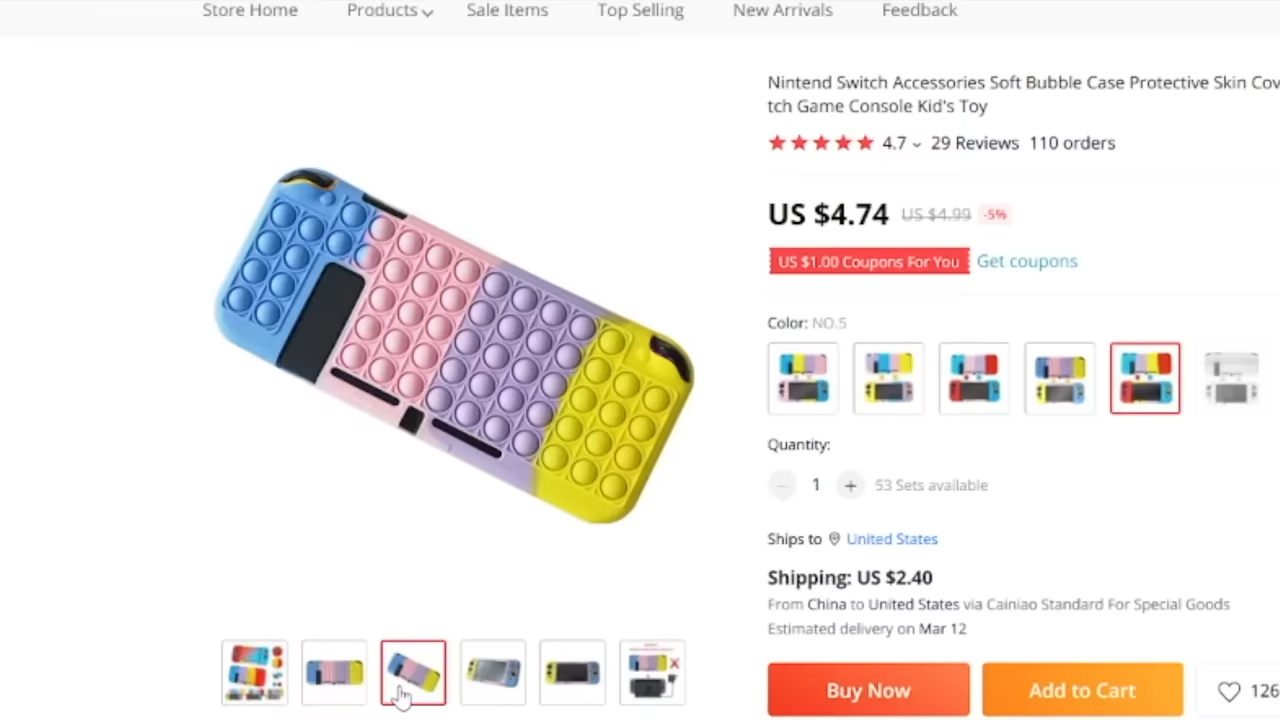 Store Home Products Sale Items Top Selling New Arrivals Feedback
Nintend Switch Accessories Soft Bubble Case Protective Skin Cov
tch Game Console Kid's Toy
4.7 29 Reviews 110 orders
US $4.74 US $4.99 -5%
US $1.00 Coupons For You Get coupons
Color: NO.5
Quantity:
1 + 53 Sets available
Ships to United States
Shipping: US $2.40
From China to United States via Cainiao Standard For Special Goods
Estimated delivery on Mar 12
Buy Now Add to Cart 126